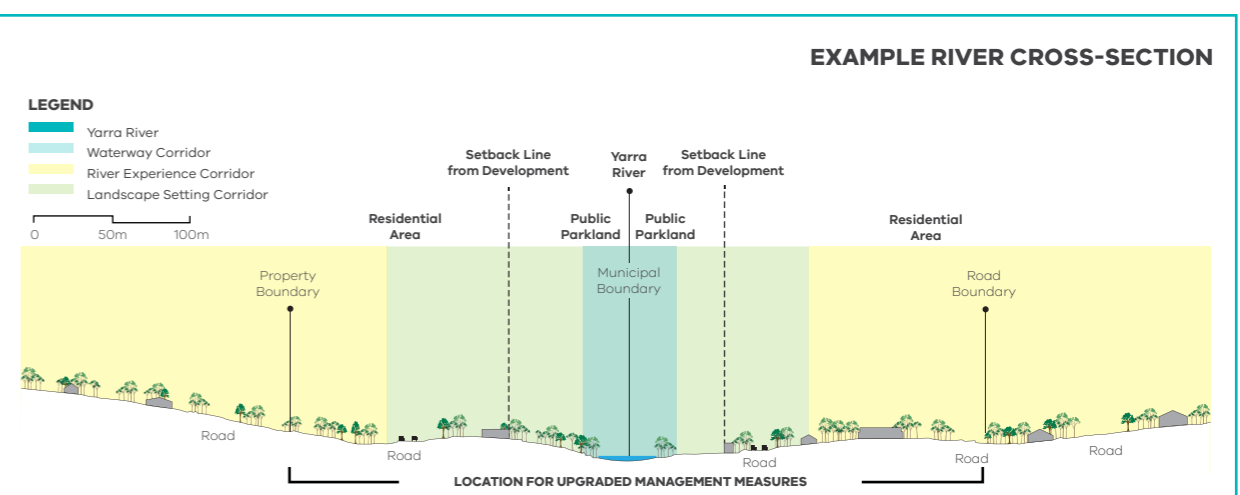 EXAMPLE RIVER CROSS-SECTION
LEGEND
Yarra River
Waterway Corridor
River Experience Corridor
Landscape Setting Corridor
0 50m 100m
Setback Line
from Development
Yarra
River
Setback Line
from Development
Residential
Area
Public
Parkland
Public
Parkland
Residential
Area
Property
Boundary
Municipal
Boundary
Road
Boundary
Road
Road
Road
Road
Road
LOCATION FOR UPGRADED MANAGEMENT MEASURES